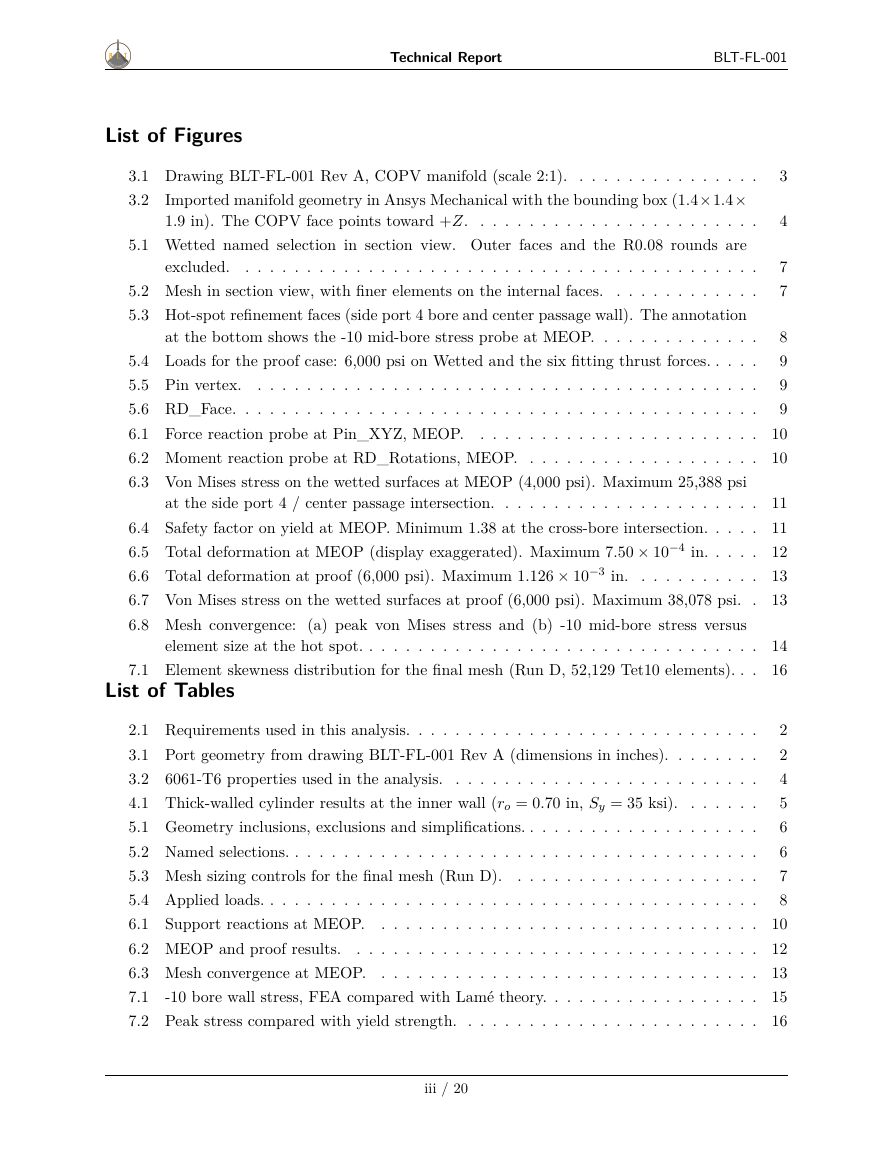 Technical Report BLT-FL-001
List of Figures
3.1 Drawing BLT-FL-001 Rev A, COPV manifold (scale 2:1). . . . . . . . . . . . . . . . 3
3.2 Imported manifold geometry in Ansys Mechanical with the bounding box (1.4×1.4×
1.9 in). The COPV face points toward +Z. . . . . . . . . . . . . . . . . . . . . . . . 4
5.1 Wetted named selection in section view. Outer faces and the R0.08 rounds are
excluded. . . . . . . . . . . . . . . . . . . . . . . . . . . . . . . . . . . . . . . . . . . 7
5.2 Mesh in section view, with finer elements on the internal faces. . . . . . . . . . . . . 7
5.3 Hot-spot refinement faces (side port 4 bore and center passage wall). The annotation
at the bottom shows the -10 mid-bore stress probe at MEOP. . . . . . . . . . . . . . 8
5.4 Loads for the proof case: 6,000 psi on Wetted and the six fitting thrust forces. . . . . 9
5.5 Pin vertex. . . . . . . . . . . . . . . . . . . . . . . . . . . . . . . . . . . . . . . . . . 9
5.6 RD_Face. . . . . . . . . . . . . . . . . . . . . . . . . . . . . . . . . . . . . . . . . . . 9
6.1 Force reaction probe at Pin_XYZ, MEOP. . . . . . . . . . . . . . . . . . . . . . . . 10
6.2 Moment reaction probe at RD_Rotations, MEOP. . . . . . . . . . . . . . . . . . . . 10
6.3 Von Mises stress on the wetted surfaces at MEOP (4,000 psi). Maximum 25,388 psi
at the side port 4 / center passage intersection. . . . . . . . . . . . . . . . . . . . . . 11
6.4 Safety factor on yield at MEOP. Minimum 1.38 at the cross-bore intersection. . . . . 11
6.5 Total deformation at MEOP (display exaggerated). Maximum 7.50 × 10⁻⁴ in. . . . . 12
6.6 Total deformation at proof (6,000 psi). Maximum 1.126 × 10⁻³ in. . . . . . . . . . . 13
6.7 Von Mises stress on the wetted surfaces at proof (6,000 psi). Maximum 38,078 psi. . 13
6.8 Mesh convergence: (a) peak von Mises stress and (b) -10 mid-bore stress versus
element size at the hot spot. . . . . . . . . . . . . . . . . . . . . . . . . . . . . . . . . 14
7.1 Element skewness distribution for the final mesh (Run D, 52,129 Tet10 elements). . . 16
List of Tables
2.1 Requirements used in this analysis. . . . . . . . . . . . . . . . . . . . . . . . . . . . . 2
3.1 Port geometry from drawing BLT-FL-001 Rev A (dimensions in inches). . . . . . . . 2
3.2 6061-T6 properties used in the analysis. . . . . . . . . . . . . . . . . . . . . . . . . . 4
4.1 Thick-walled cylinder results at the inner wall (rₒ = 0.70 in, Sᵧ = 35 ksi). . . . . . . 5
5.1 Geometry inclusions, exclusions and simplifications. . . . . . . . . . . . . . . . . . . . 6
5.2 Named selections. . . . . . . . . . . . . . . . . . . . . . . . . . . . . . . . . . . . . . . 6
5.3 Mesh sizing controls for the final mesh (Run D). . . . . . . . . . . . . . . . . . . . . 7
5.4 Applied loads. . . . . . . . . . . . . . . . . . . . . . . . . . . . . . . . . . . . . . . . . 8
6.1 Support reactions at MEOP. . . . . . . . . . . . . . . . . . . . . . . . . . . . . . . . 10
6.2 MEOP and proof results. . . . . . . . . . . . . . . . . . . . . . . . . . . . . . . . . . 12
6.3 Mesh convergence at MEOP. . . . . . . . . . . . . . . . . . . . . . . . . . . . . . . . 13
7.1 -10 bore wall stress, FEA compared with Lamé theory. . . . . . . . . . . . . . . . . . 15
7.2 Peak stress compared with yield strength. . . . . . . . . . . . . . . . . . . . . . . . . 16
iii / 20